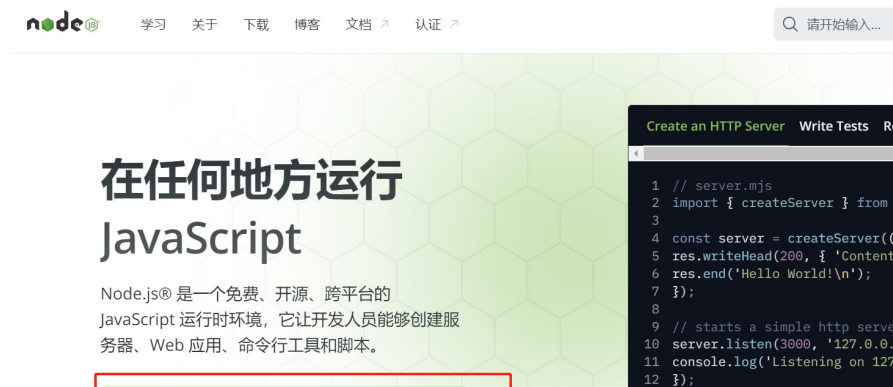 node JS
学习 关于 下载 博客 文档 认证
请开始输入...
在任何地方运行
JavaScript
Node.js® 是一个免费、开源、跨平台的
JavaScript 运行时环境，它让开发人员能够创建服
务器、Web 应用、命令行工具和脚本。
Create an HTTP Server Write Tests
1 // server.mjs
2 import { createServer } from
3
4 const server = createServer((
5 res.writeHead(200, { 'Content
6 res.end('Hello World!\n');
7 });
8
9 // starts a simple http serve
10 server.listen(3000, '127.0.0.
11 console.log('Listening on 127
12 });